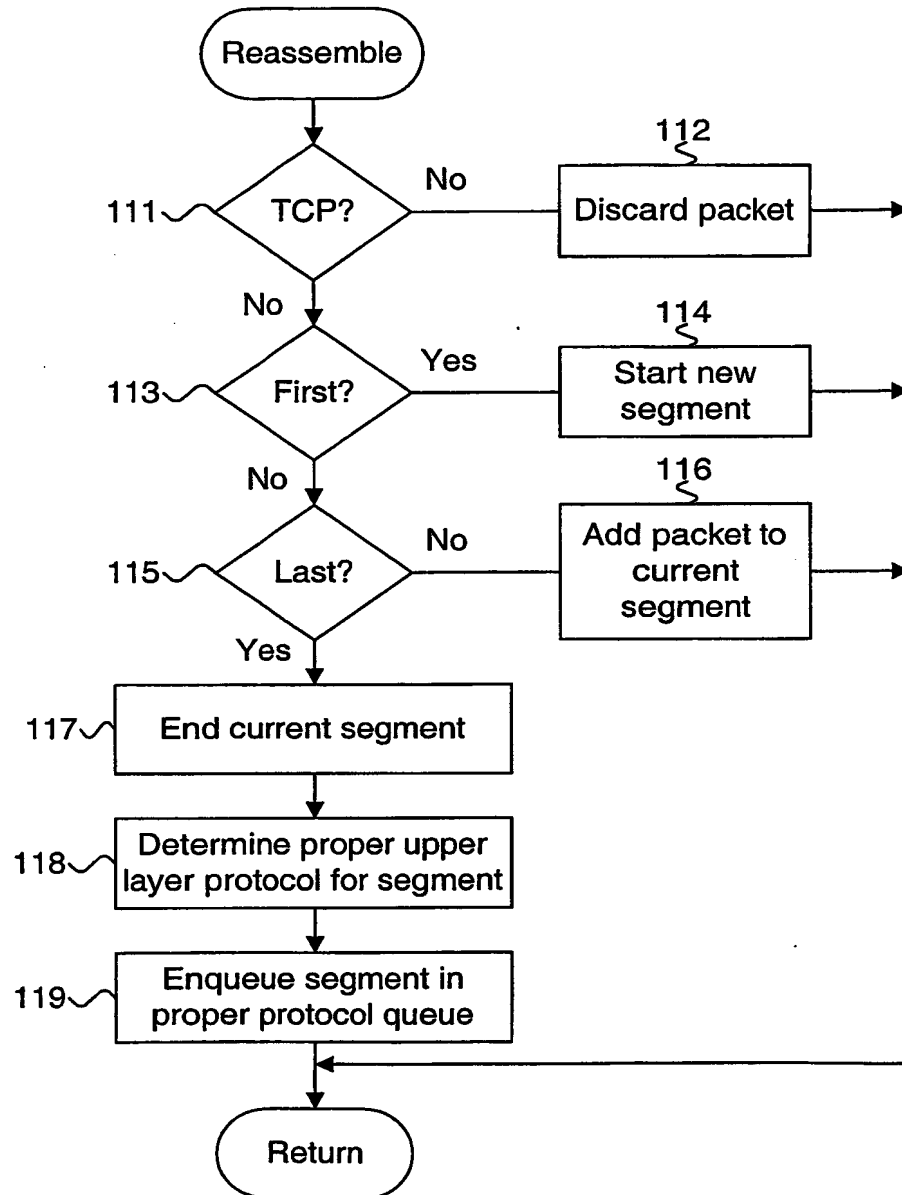 Reassemble
112
No
111
TCP?
Discard packet
No
114
Yes
113
First?
Start new
segment
No
116
No
115
Last?
Add packet to
current
segment
Yes
117
End current segment
118
Determine proper upper
layer protocol for segment
119
Enqueue segment in
proper protocol queue
Return